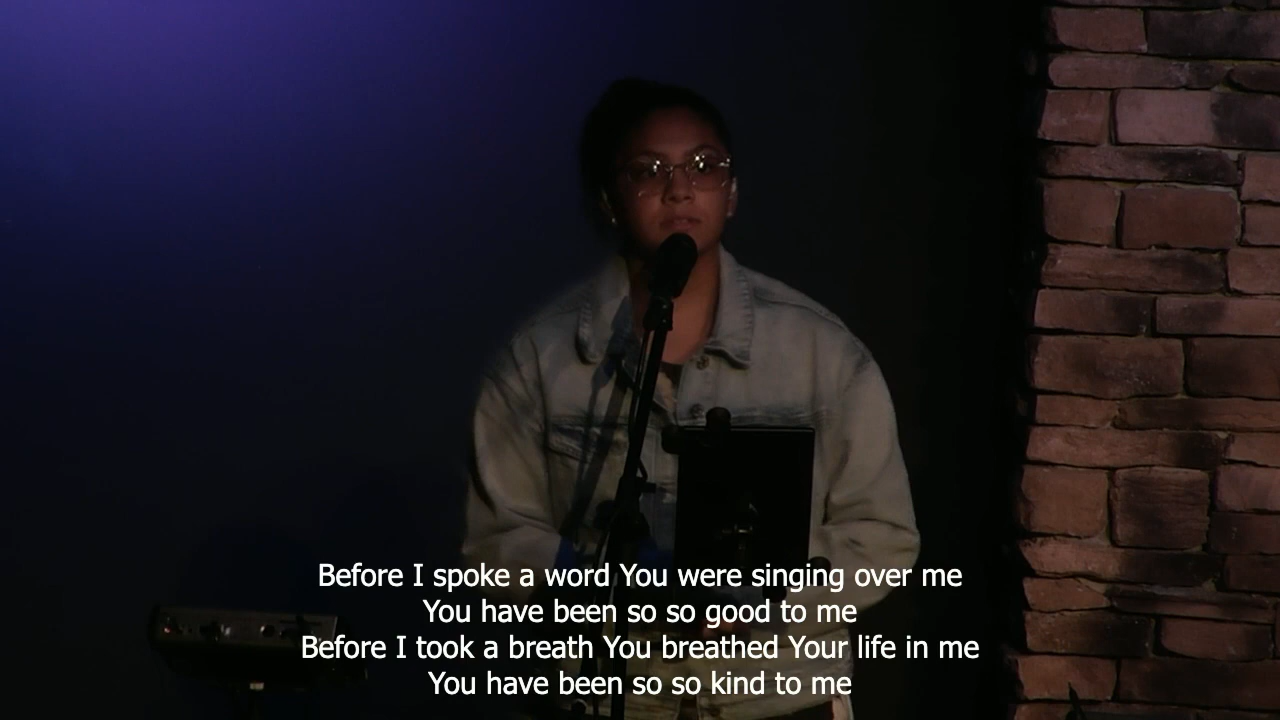 Before I spoke a word You were singing over me
You have been so so good to me
Before I took a breath You breathed Your life in me
You have been so so kind to me